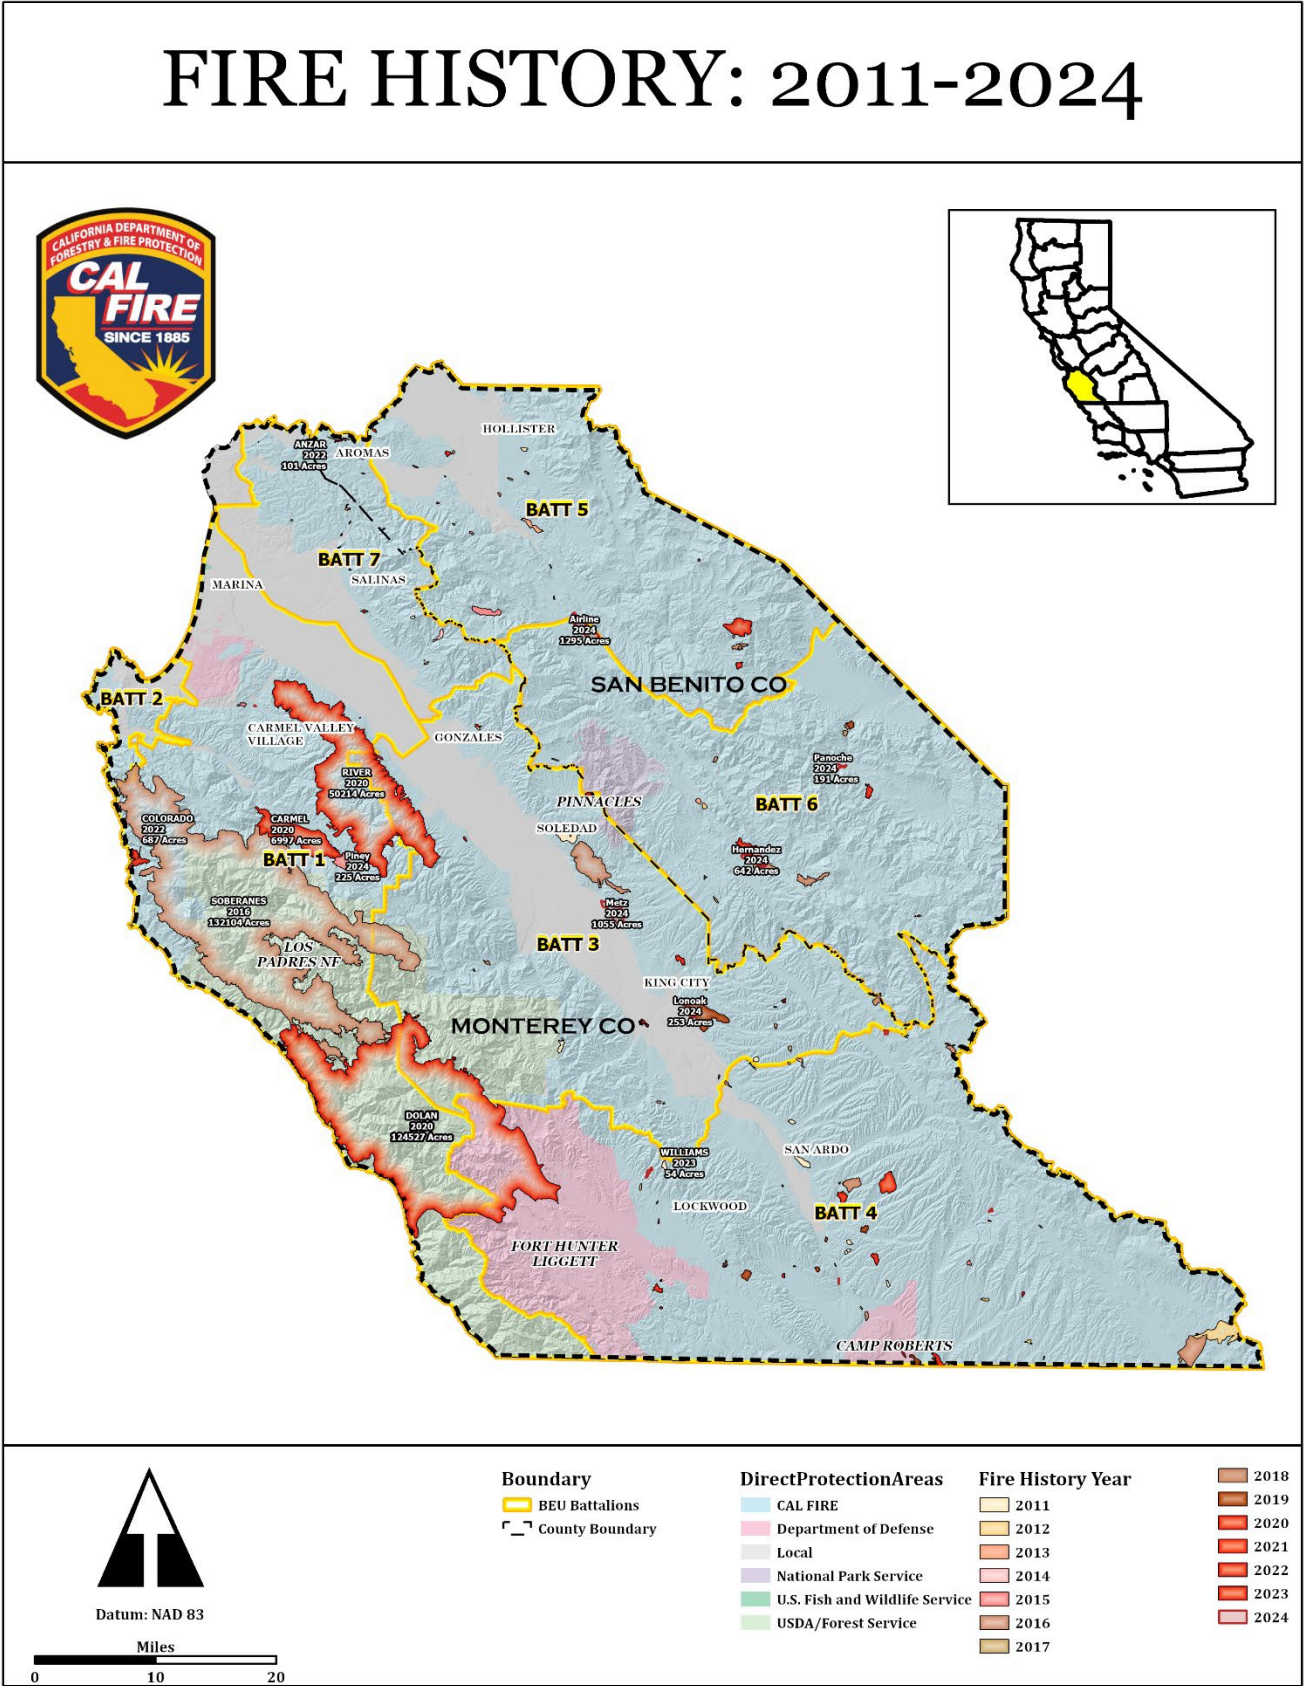 FIRE HISTORY: 2011-2024
CALIFORNIA DEPARTMENT OF
FORESTRY & FIRE PROTECTION
CAL
FIRE
SINCE 1885
HOLLISTER
ANZAR
2022
101 Acres
AROMAS
BATT 5
BATT 7
SALINAS
MARINA
Airline
2024
1295 Acres
SAN BENITO CO
BATT 2
CARMEL VALLEY
VILLAGE
GONZALES
RIVER
2020
50214 Acres
Panoche
2024
191 Acres
PINNACLES
BATT 6
COLORADO
2022
687 Acres
CARMEL
2020
6997 Acres
SOLEDAD
BATT 1
Piney
2024
225 Acres
Hernandez
2024
642 Acres
SOBERANES
2016
132104 Acres
Metz
2024
1055 Acres
LOS
PADRES NF
BATT 3
KING CITY
Lonoak
2024
253 Acres
MONTEREY CO
DOLAN
2020
124527 Acres
WILLIAMS
2023
54 Acres
SAN ARDO
LOCKWOOD
BATT 4
FORT HUNTER
LIGGETT
CAMP ROBERTS
Datum: NAD 83
Miles
0 10 20
Boundary
BEU Battalions
County Boundary
DirectProtectionAreas
CAL FIRE
Department of Defense
Local
National Park Service
U.S. Fish and Wildlife Service
USDA/Forest Service
Fire History Year
2011
2012
2013
2014
2015
2016
2017
2018
2019
2020
2021
2022
2023
2024